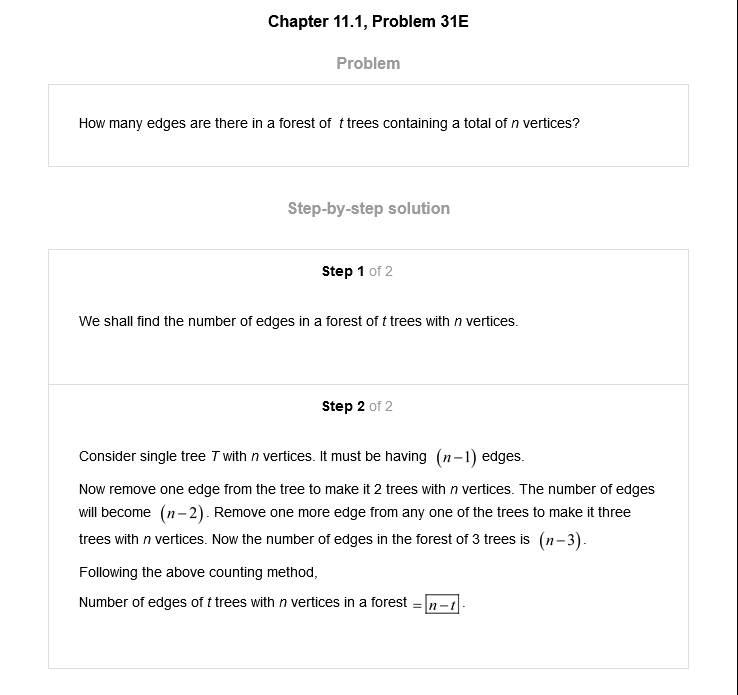 Chapter 11.1, Problem 31E
Problem
How many edges are there in a forest of t trees containing a total of n vertices?
Step-by-step solution
Step 1 of 2
We shall find the number of edges in a forest of t trees with n vertices.
Step 2 of 2
Consider single tree T with n vertices. It must be having (n−1) edges.
Now remove one edge from the tree to make it 2 trees with n vertices. The number of edges
will become (n−2). Remove one more edge from any one of the trees to make it three
trees with n vertices. Now the number of edges in the forest of 3 trees is (n−3).
Following the above counting method,
Number of edges of t trees with n vertices in a forest = n−t.